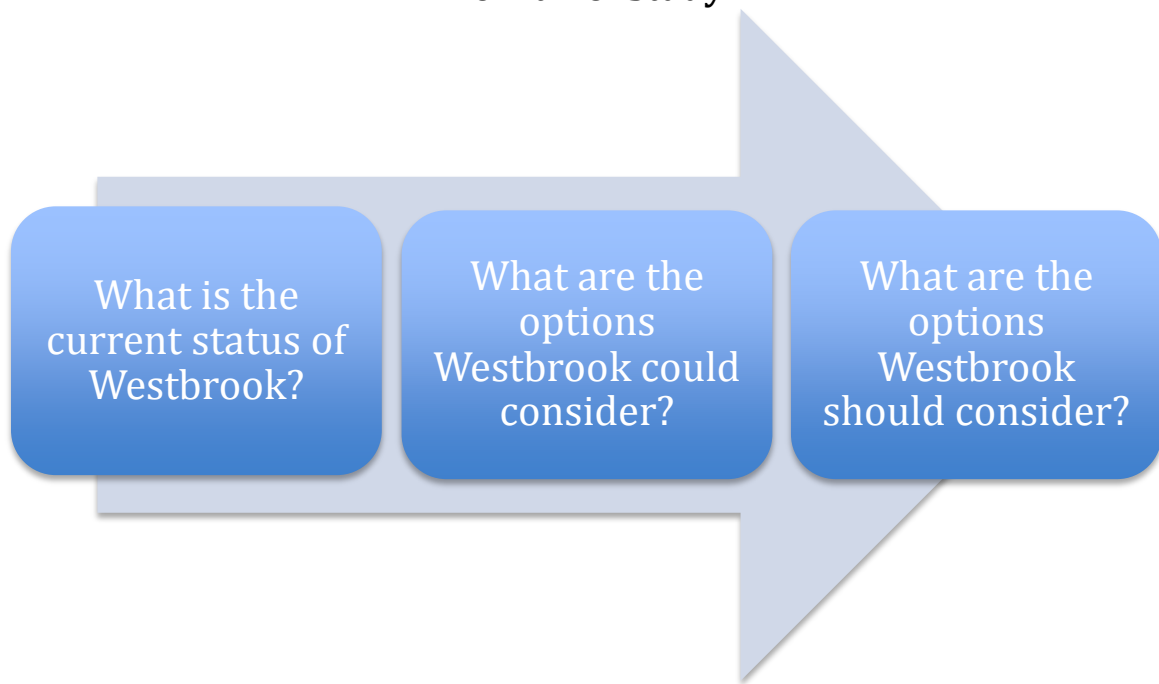 Study
What is the
current status of
Westbrook?
What are the
options
Westbrook could
consider?
What are the
options
Westbrook
should consider?